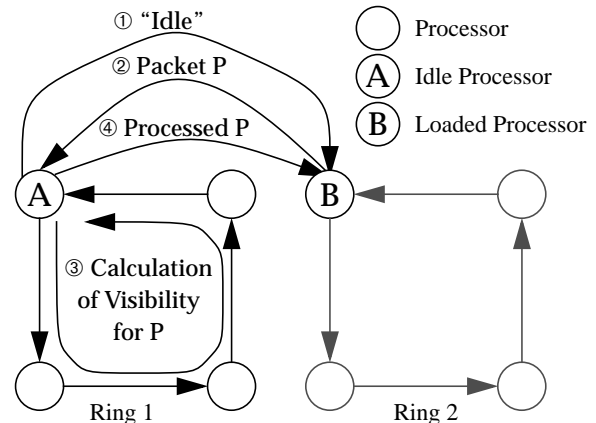 ① “Idle”
② Packet P
④ Processed P
A
B
③ Calculation
of Visibility
for P
Ring 1
Ring 2
Processor
A
Idle Processor
B
Loaded Processor